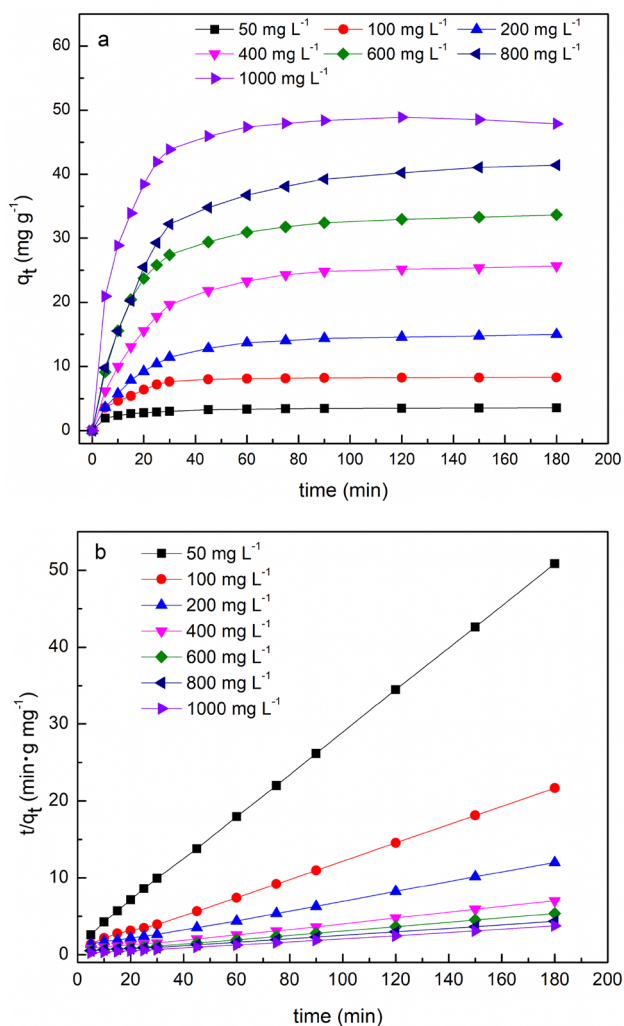 a
50 mg L⁻¹ 100 mg L⁻¹ 200 mg L⁻¹
400 mg L⁻¹ 600 mg L⁻¹ 800 mg L⁻¹
1000 mg L⁻¹
60
50
40
30
20
10
0
qₜ (mg g⁻¹)
0 20 40 60 80 100 120 140 160 180 200
time (min)
b
50 mg L⁻¹
100 mg L⁻¹
200 mg L⁻¹
400 mg L⁻¹
600 mg L⁻¹
800 mg L⁻¹
1000 mg L⁻¹
50
40
30
20
10
0
t/qₜ (min•g mg⁻¹)
0 20 40 60 80 100 120 140 160 180 200
time (min)